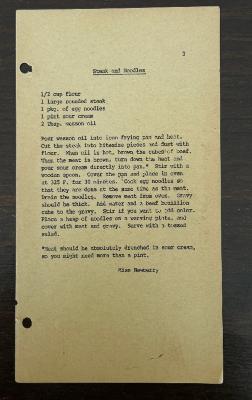 3
Steak and Noodles
1/2 cup flour
1 large rounded steak
1 pkg. of egg noodles
1 pint sour cream
2 Tbsp. wesson oil
Pour wesson oil into iron frying pan and heat.
Cut the steak into bitesize pieces and dust with
flour. When oil is hot, brown the cubes of beef.
When the meat is brown, turn down the heat and
pour sour cream directly into pan.* Stir with a
wooden spoon. Cover the pan and place in oven
at 325 F. for 30 minutes. Cook egg noodles so
that they are done at the same time as the meat.
Drain the noodles. Remove meat from oven. Gravy
should be thick. Add water and a beef bouillion
cube to the gravy. Stir if you want to add color.
Place a heap of noodles on a warming plate, and
cover with meat and gravy. Serve with a tossed
salad.
*Meat should be absolutely drenched in sour cream,
so you might need more than a pint.
Miss Newberry